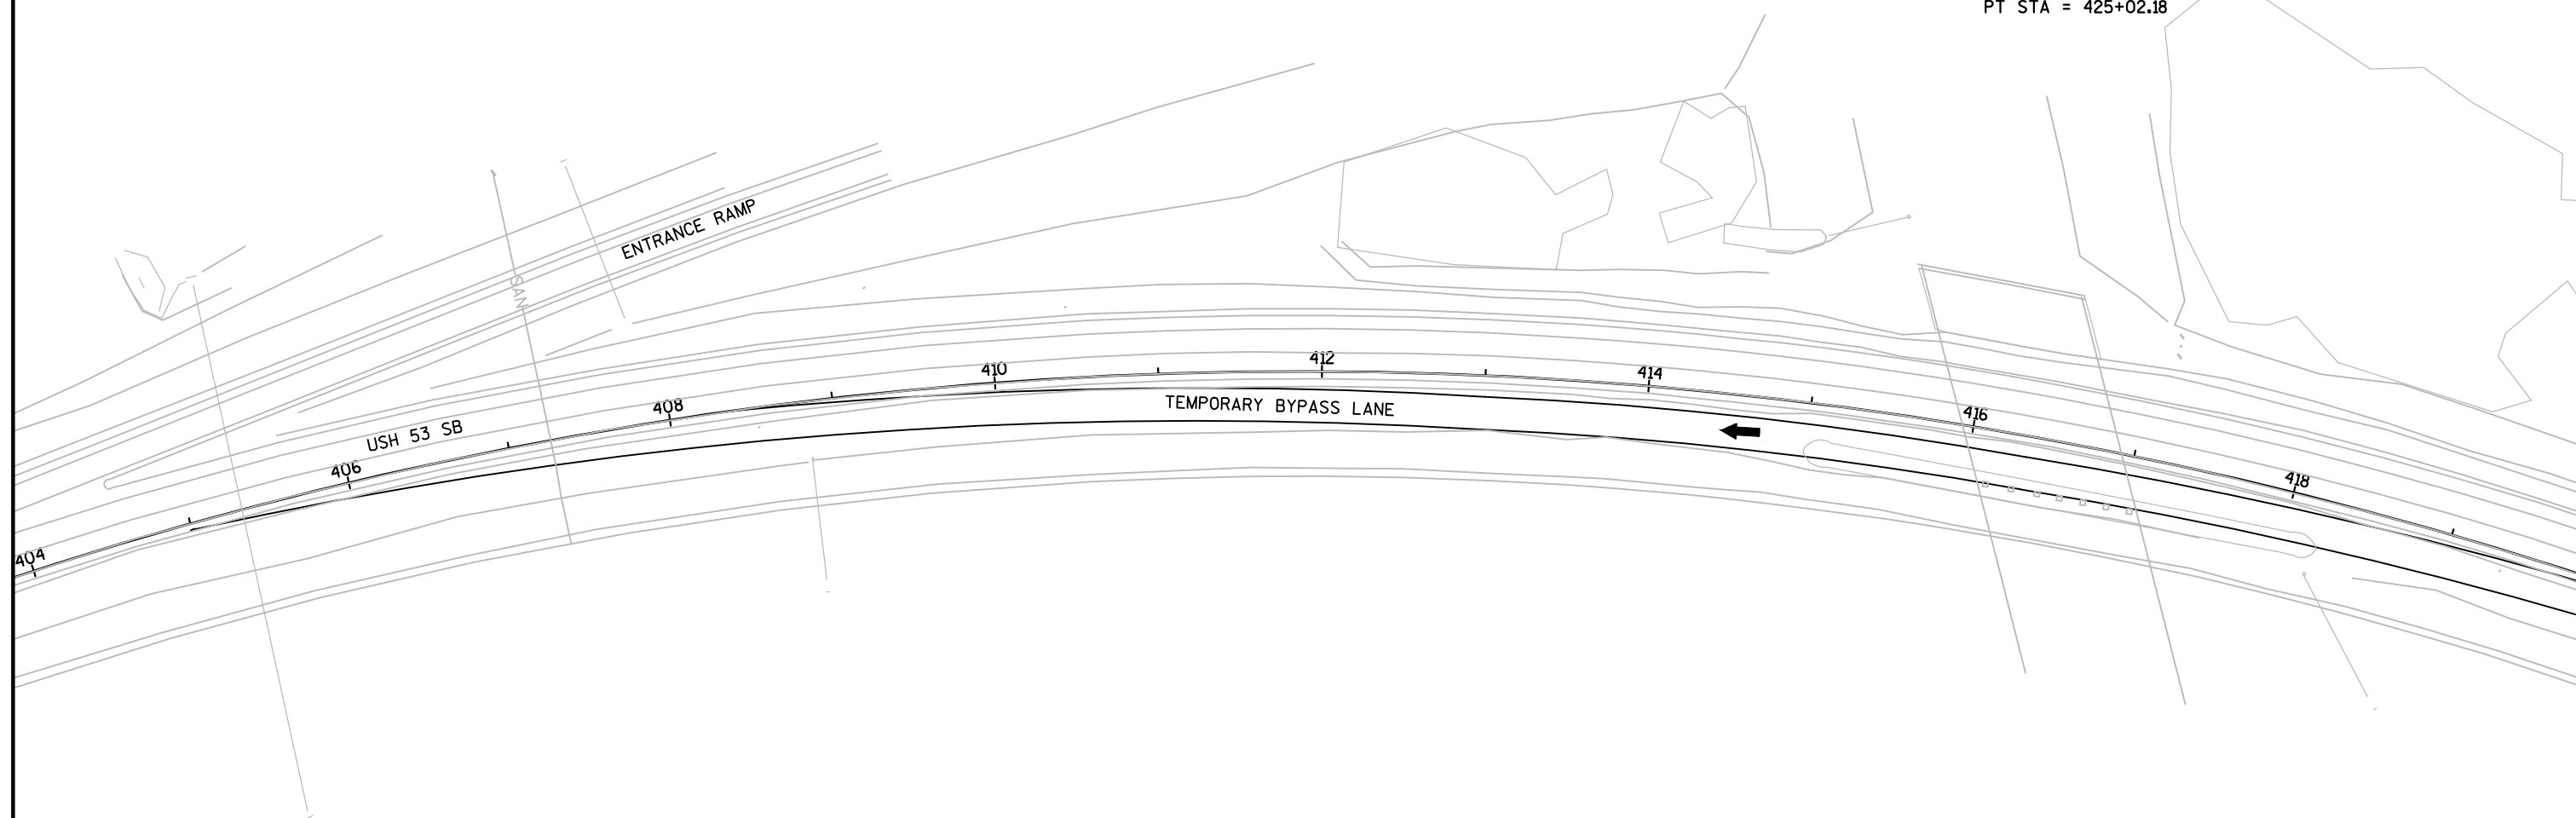 PT STA = 425+02.18
ENTRANCE RAMP
SAN
410
412
414
408
TEMPORARY BYPASS LANE
416
USH 53 SB
406
418
404